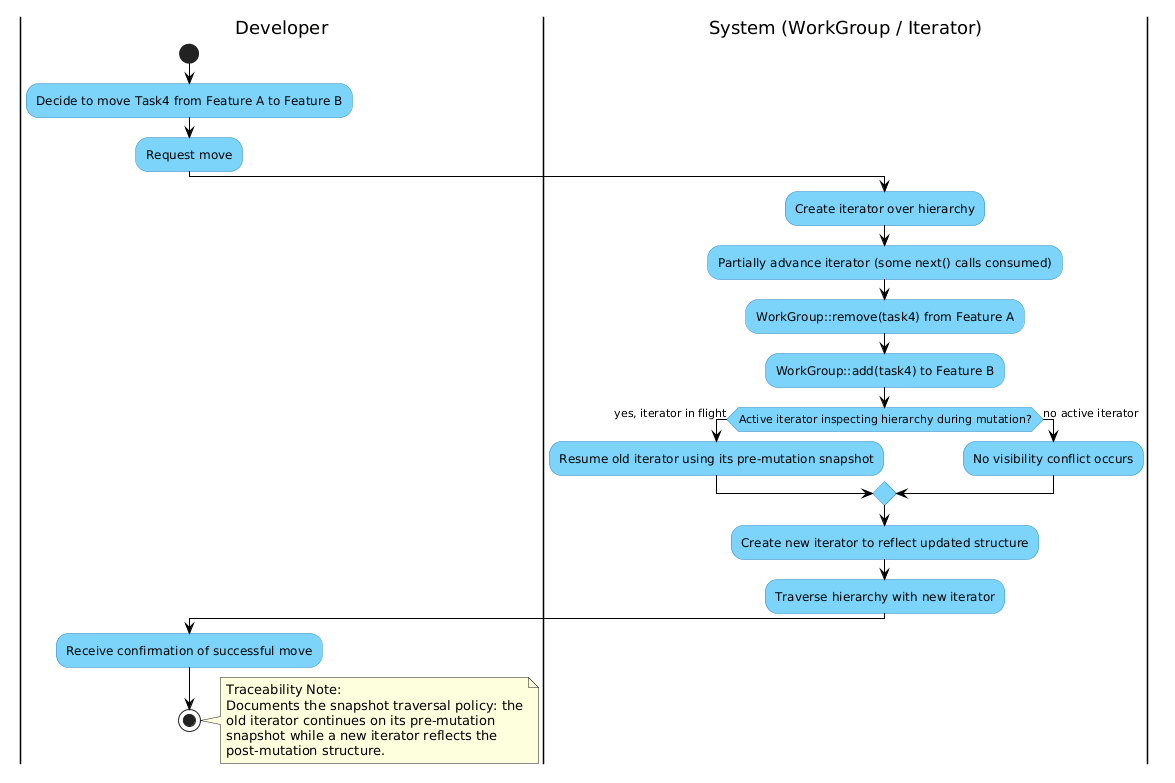 Developer
System (WorkGroup / Iterator)
Decide to move Task4 from Feature A to Feature B
Request move
Create iterator over hierarchy
Partially advance iterator (some next() calls consumed)
WorkGroup::remove(task4) from Feature A
WorkGroup::add(task4) to Feature B
yes, iterator in flight
Active iterator inspecting hierarchy during mutation?
no active iterator
Resume old iterator using its pre-mutation snapshot
No visibility conflict occurs
Create new iterator to reflect updated structure
Traverse hierarchy with new iterator
Receive confirmation of successful move
Traceability Note:
Documents the snapshot traversal policy: the
old iterator continues on its pre-mutation
snapshot while a new iterator reflects the
post-mutation structure.